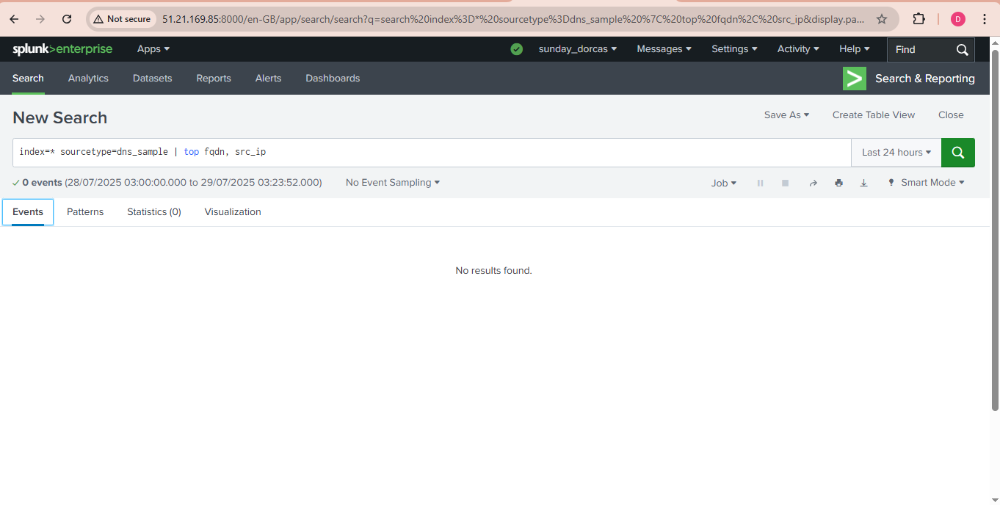 Not secure 51.21.169.85:8000/en-GB/app/search/search?q=search%20index%3D*%20sourcetype%3Ddns_sample%20%7C%20top%20fqdn%2C%20src_ip&display.pa... D
splunk>enterprise Apps sunday_dorcas Messages Settings Activity Help Find
Search Analytics Datasets Reports Alerts Dashboards > Search & Reporting
New Search Save As Create Table View Close
index=* sourcetype=dns_sample | top fqdn, src_ip Last 24 hours
0 events (28/07/2025 03:00:00.000 to 29/07/2025 03:23:52.000) No Event Sampling Job Smart Mode
Events Patterns Statistics (0) Visualization
No results found.